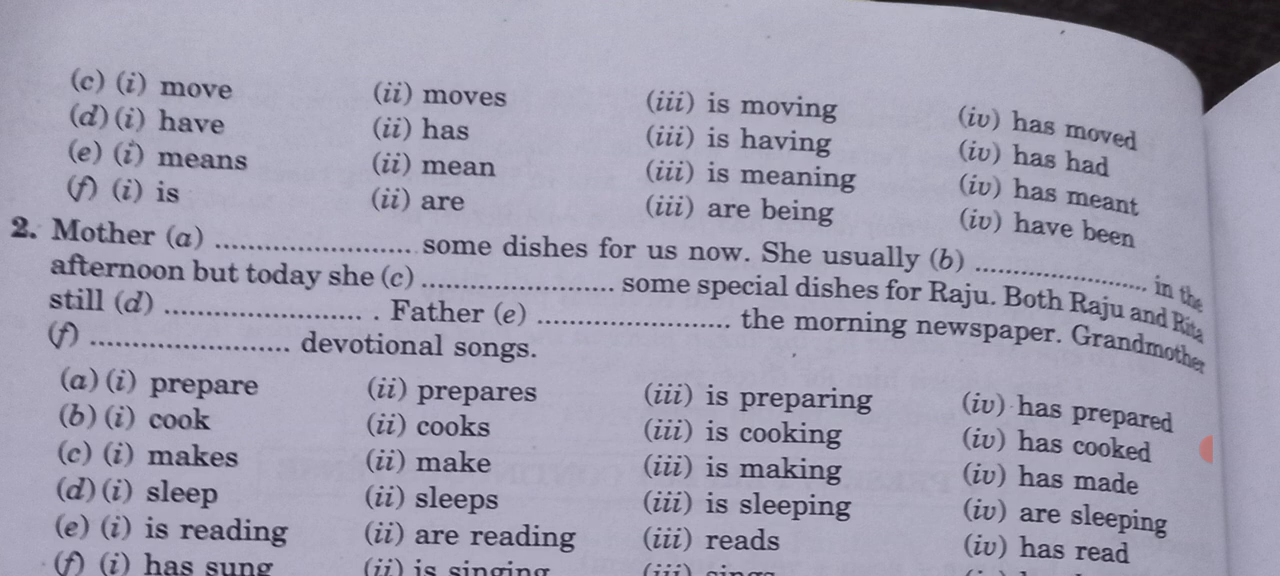 (c) (i) move (ii) moves (iii) is moving (iv) has moved
(d) (i) have (ii) has (iii) is having (iv) has had
(e) (i) means (ii) mean (iii) is meaning (iv) has meant
(f) (i) is (ii) are (iii) are being (iv) have been
2. Mother (a) ........................ some dishes for us now. She usually (b) ........................ in the
afternoon but today she (c) ........................ some special dishes for Raju. Both Raju and Rita
still (d) ........................ . Father (e) ........................ the morning newspaper. Grandmother
(f) ........................ devotional songs.
(a) (i) prepare (ii) prepares (iii) is preparing (iv) has prepared
(b) (i) cook (ii) cooks (iii) is cooking (iv) has cooked
(c) (i) makes (ii) make (iii) is making (iv) has made
(d) (i) sleep (ii) sleeps (iii) is sleeping (iv) are sleeping
(e) (i) is reading (ii) are reading (iii) reads (iv) has read
(f) (i) has sung (ii) is singing (iii) sings